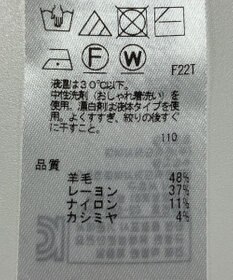 F W
F22T
液温は30℃以下、
中性洗剤（おしゃれ着洗い）を
使用。漂白剤は液体タイプを使
用。よくすすぎ、絞りの後すぐ
に干すこと。
110
品質
羊毛 48%
レーヨン 37%
ナイロン 11%
カシミヤ 4%